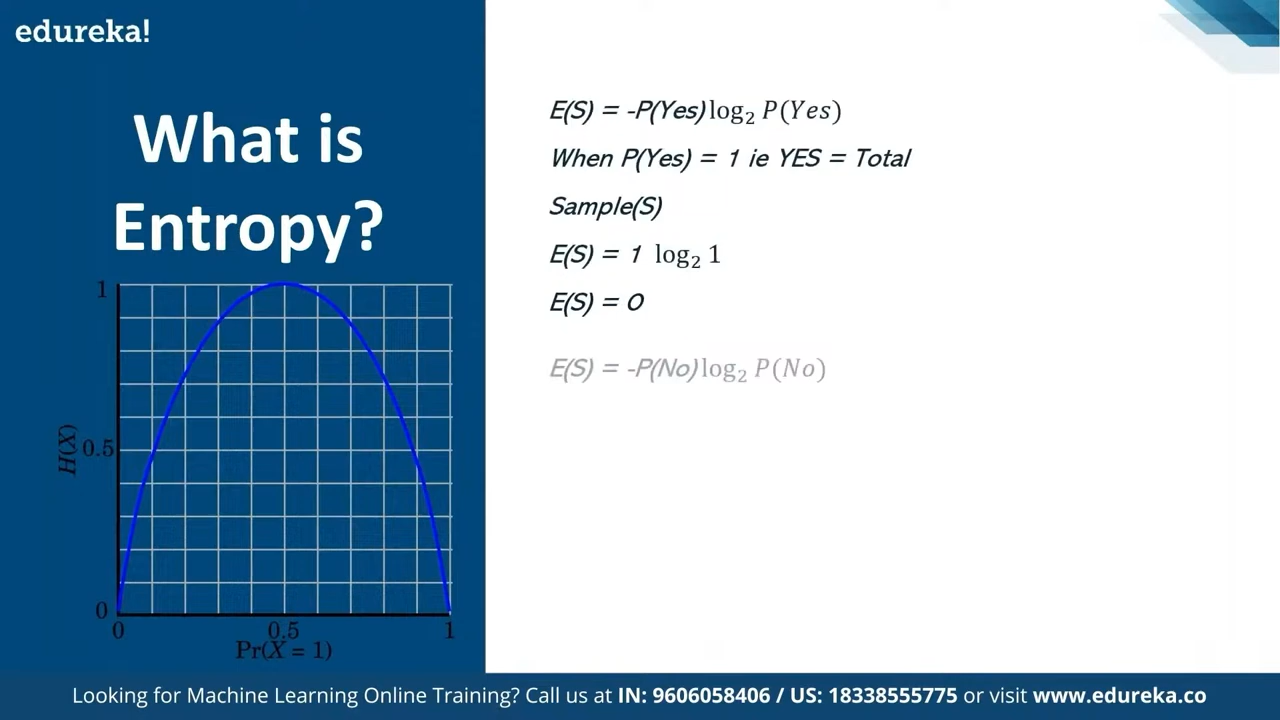 edureka!
What is
Entropy?
E(S) = -P(Yes) log₂ P(Yes)
When P(Yes) = 1 ie YES = Total
Sample(S)
E(S) = 1 log₂ 1
E(S) = 0
E(S) = -P(No) log₂ P(No)
1
H(X)
0.5
0
0 0.5 1
Pr(X = 1)
Looking for Machine Learning Online Training? Call us at IN: 9606058406 / US: 18338555775 or visit www.edureka.co